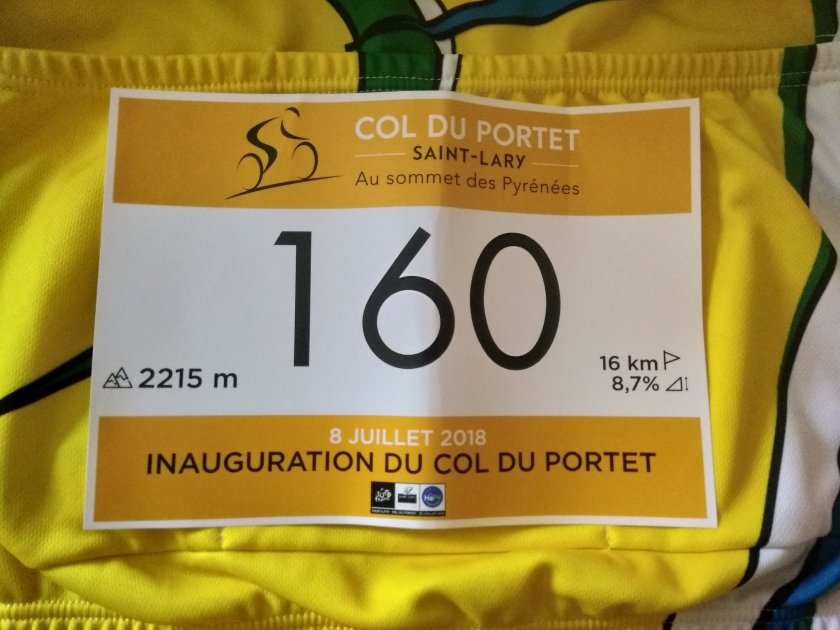 COL DU PORTET
SAINT-LARY
Au sommet des Pyrénées
160
2215 m
16 km
8,7%
8 JUILLET 2018
INAUGURATION DU COL DU PORTET